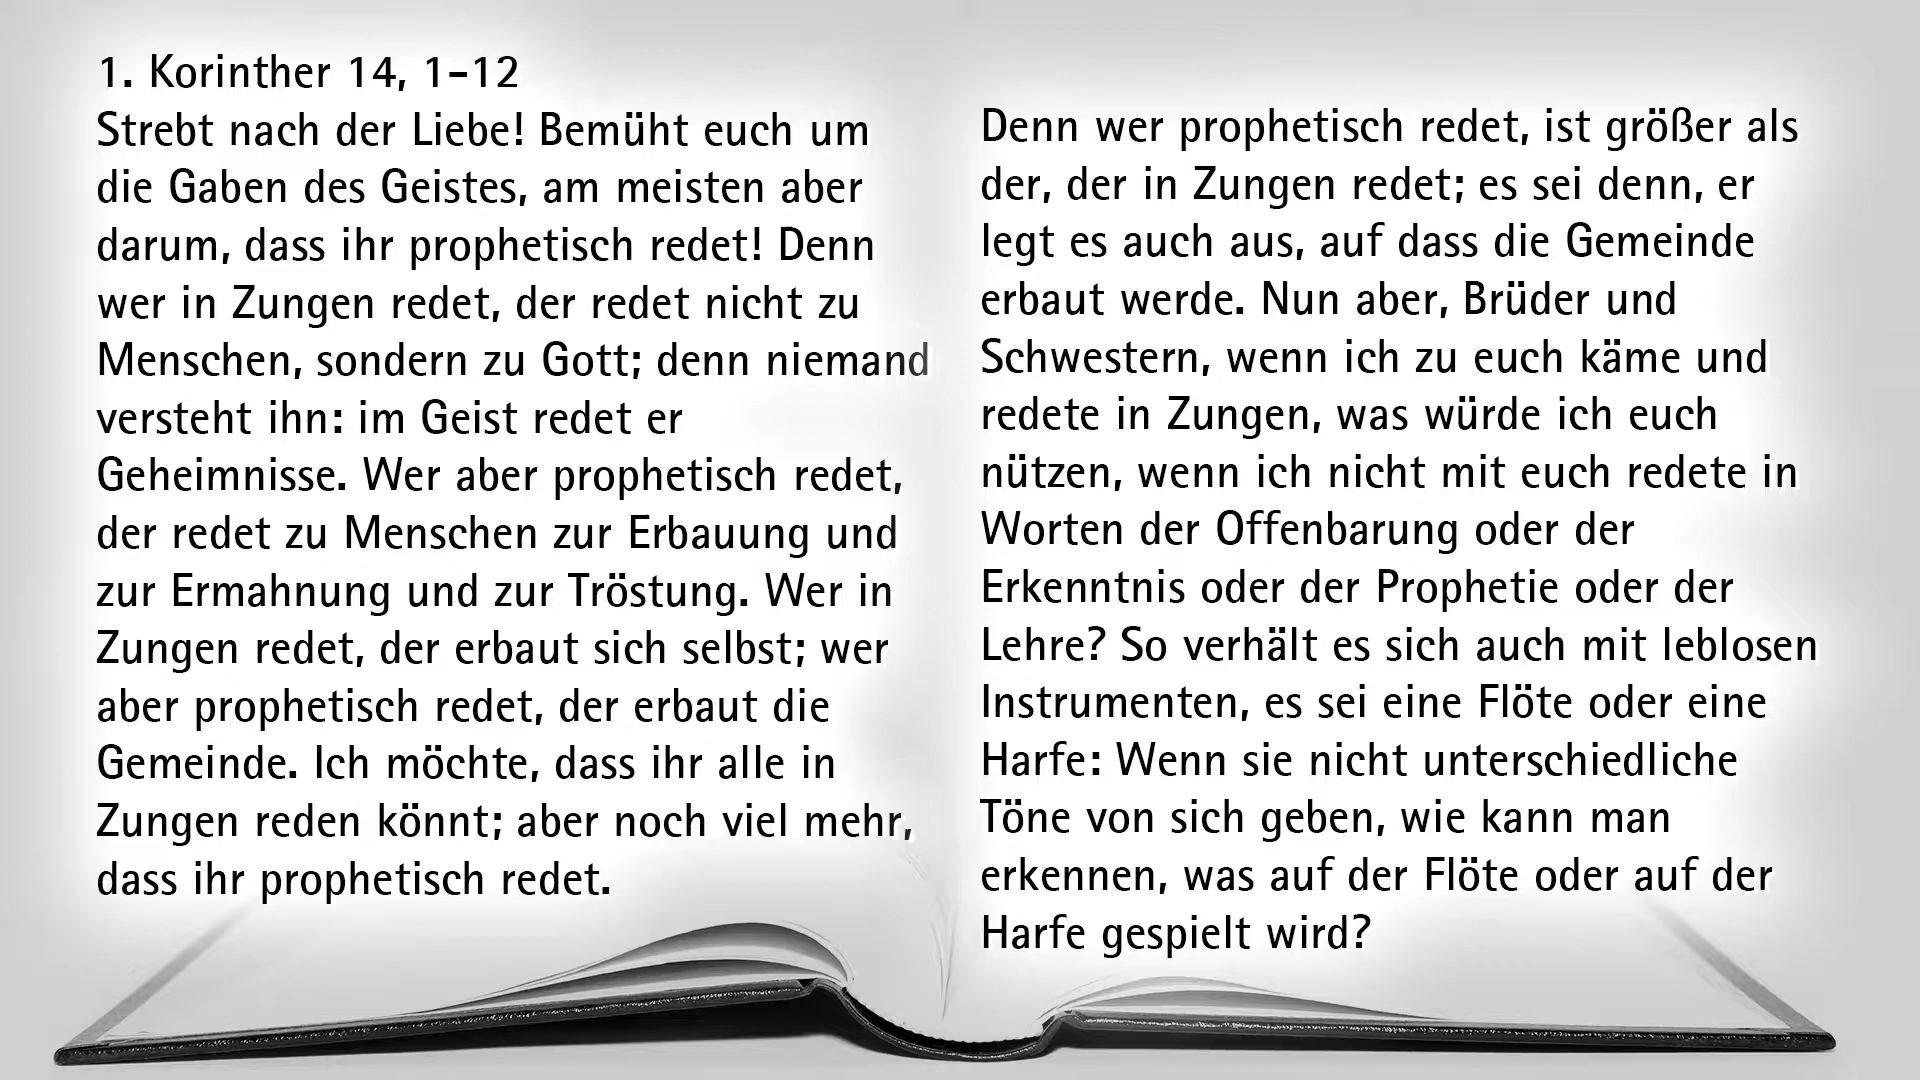 1. Korinther 14, 1-12
Strebt nach der Liebe! Bemüht euch um
die Gaben des Geistes, am meisten aber
darum, dass ihr prophetisch redet! Denn
wer in Zungen redet, der redet nicht zu
Menschen, sondern zu Gott; denn niemand
versteht ihn: im Geist redet er
Geheimnisse. Wer aber prophetisch redet,
der redet zu Menschen zur Erbauung und
zur Ermahnung und zur Tröstung. Wer in
Zungen redet, der erbaut sich selbst; wer
aber prophetisch redet, der erbaut die
Gemeinde. Ich möchte, dass ihr alle in
Zungen reden könnt; aber noch viel mehr,
dass ihr prophetisch redet.
Denn wer prophetisch redet, ist größer als
der, der in Zungen redet; es sei denn, er
legt es auch aus, auf dass die Gemeinde
erbaut werde. Nun aber, Brüder und
Schwestern, wenn ich zu euch käme und
redete in Zungen, was würde ich euch
nützen, wenn ich nicht mit euch redete in
Worten der Offenbarung oder der
Erkenntnis oder der Prophetie oder der
Lehre? So verhält es sich auch mit leblosen
Instrumenten, es sei eine Flöte oder eine
Harfe: Wenn sie nicht unterschiedliche
Töne von sich geben, wie kann man
erkennen, was auf der Flöte oder auf der
Harfe gespielt wird?